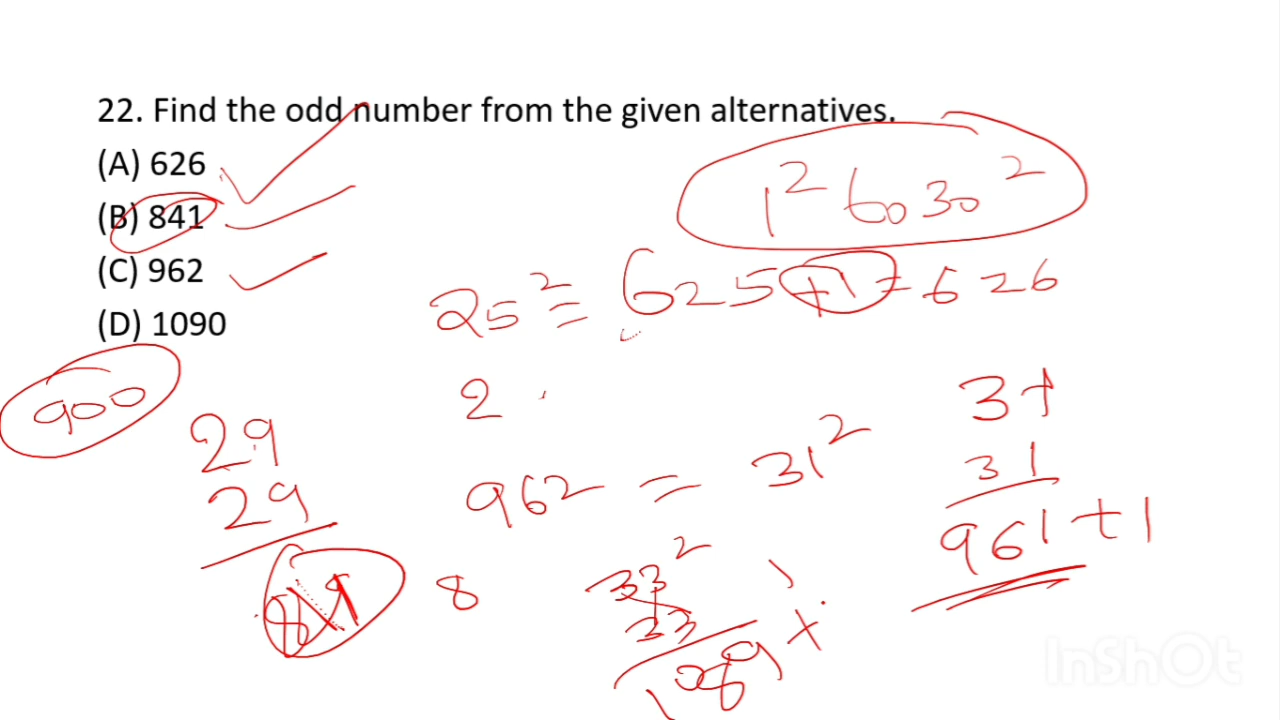 22. Find the odd number from the given alternatives.
(A) 626
(B) 841
(C) 962
(D) 1090
1² to 30²
25² = 625 +1 = 626
900
29
29
2
962 = 31²
31
31
961 + 1
8
33²
33
1089 +
InShOt